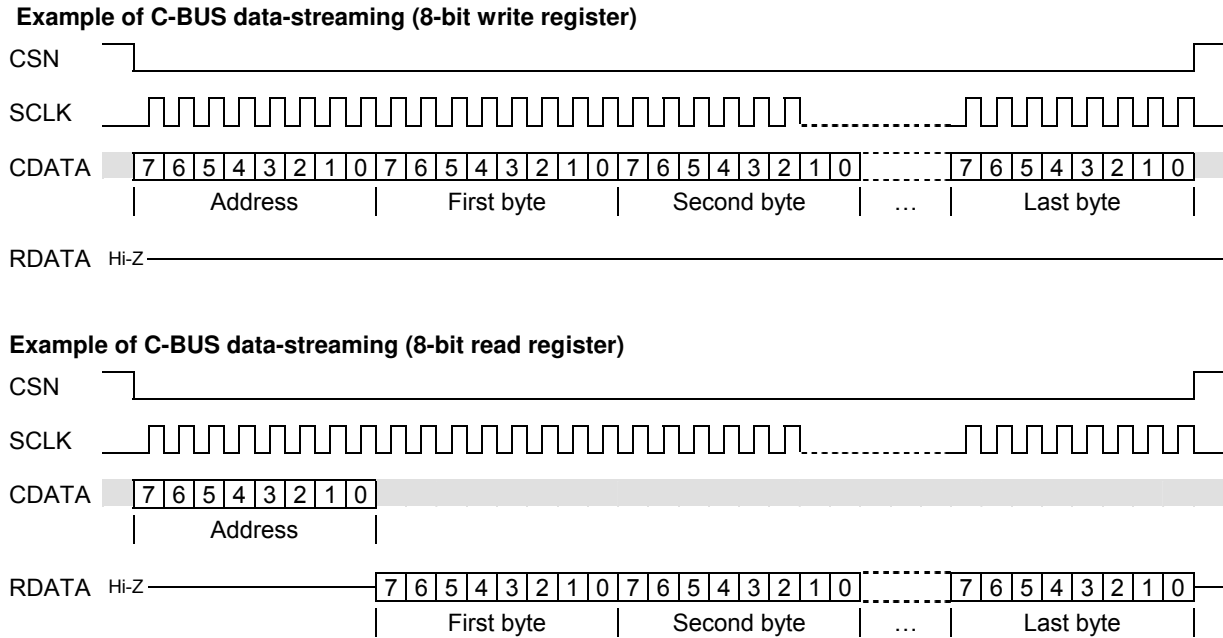 Example of C-BUS data-streaming (8-bit write register)
CSN
SCLK
CDATA 7 6 5 4 3 2 1 0 7 6 5 4 3 2 1 0 7 6 5 4 3 2 1 0 7 6 5 4 3 2 1 0
Address First byte Second byte … Last byte
RDATA Hi-Z
Example of C-BUS data-streaming (8-bit read register)
CSN
SCLK
CDATA 7 6 5 4 3 2 1 0
Address
RDATA Hi-Z 7 6 5 4 3 2 1 0 7 6 5 4 3 2 1 0 7 6 5 4 3 2 1 0
First byte Second byte … Last byte